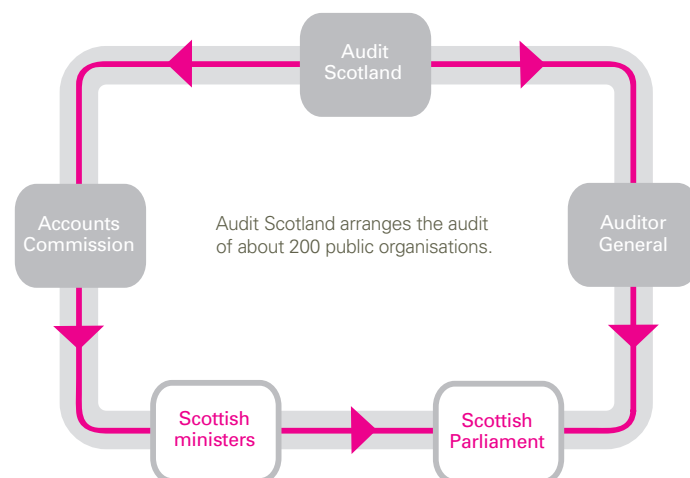 Audit
Scotland
Accounts
Commission
Audit Scotland arranges the audit
of about 200 public organisations.
Auditor
General
Scottish
ministers
Scottish
Parliament